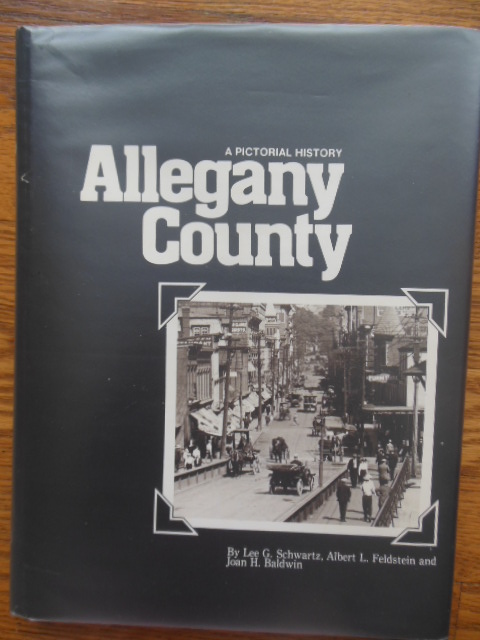 A PICTORIAL HISTORY
Allegany
County
By Lee G. Schwartz, Albert L. Feldstein and
Joan H. Baldwin